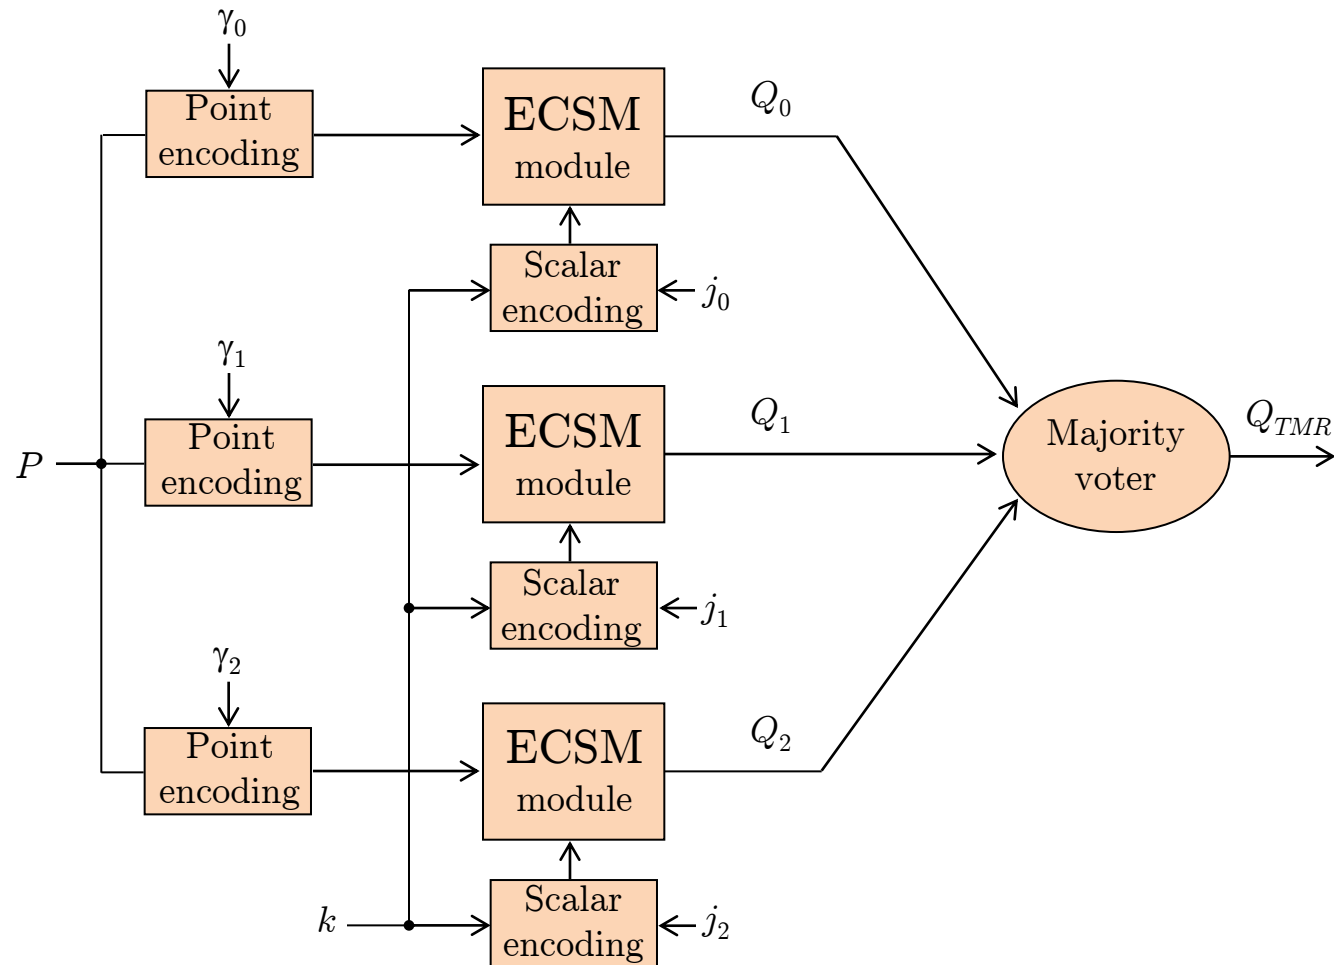 γ₀
Point
encoding
ECSM
module
Q₀
Scalar
encoding
j₀
γ₁
Point
encoding
P
ECSM
module
Q₁
Majority
voter
Q_TMR
Scalar
encoding
j₁
γ₂
Point
encoding
ECSM
module
Q₂
k
Scalar
encoding
j₂